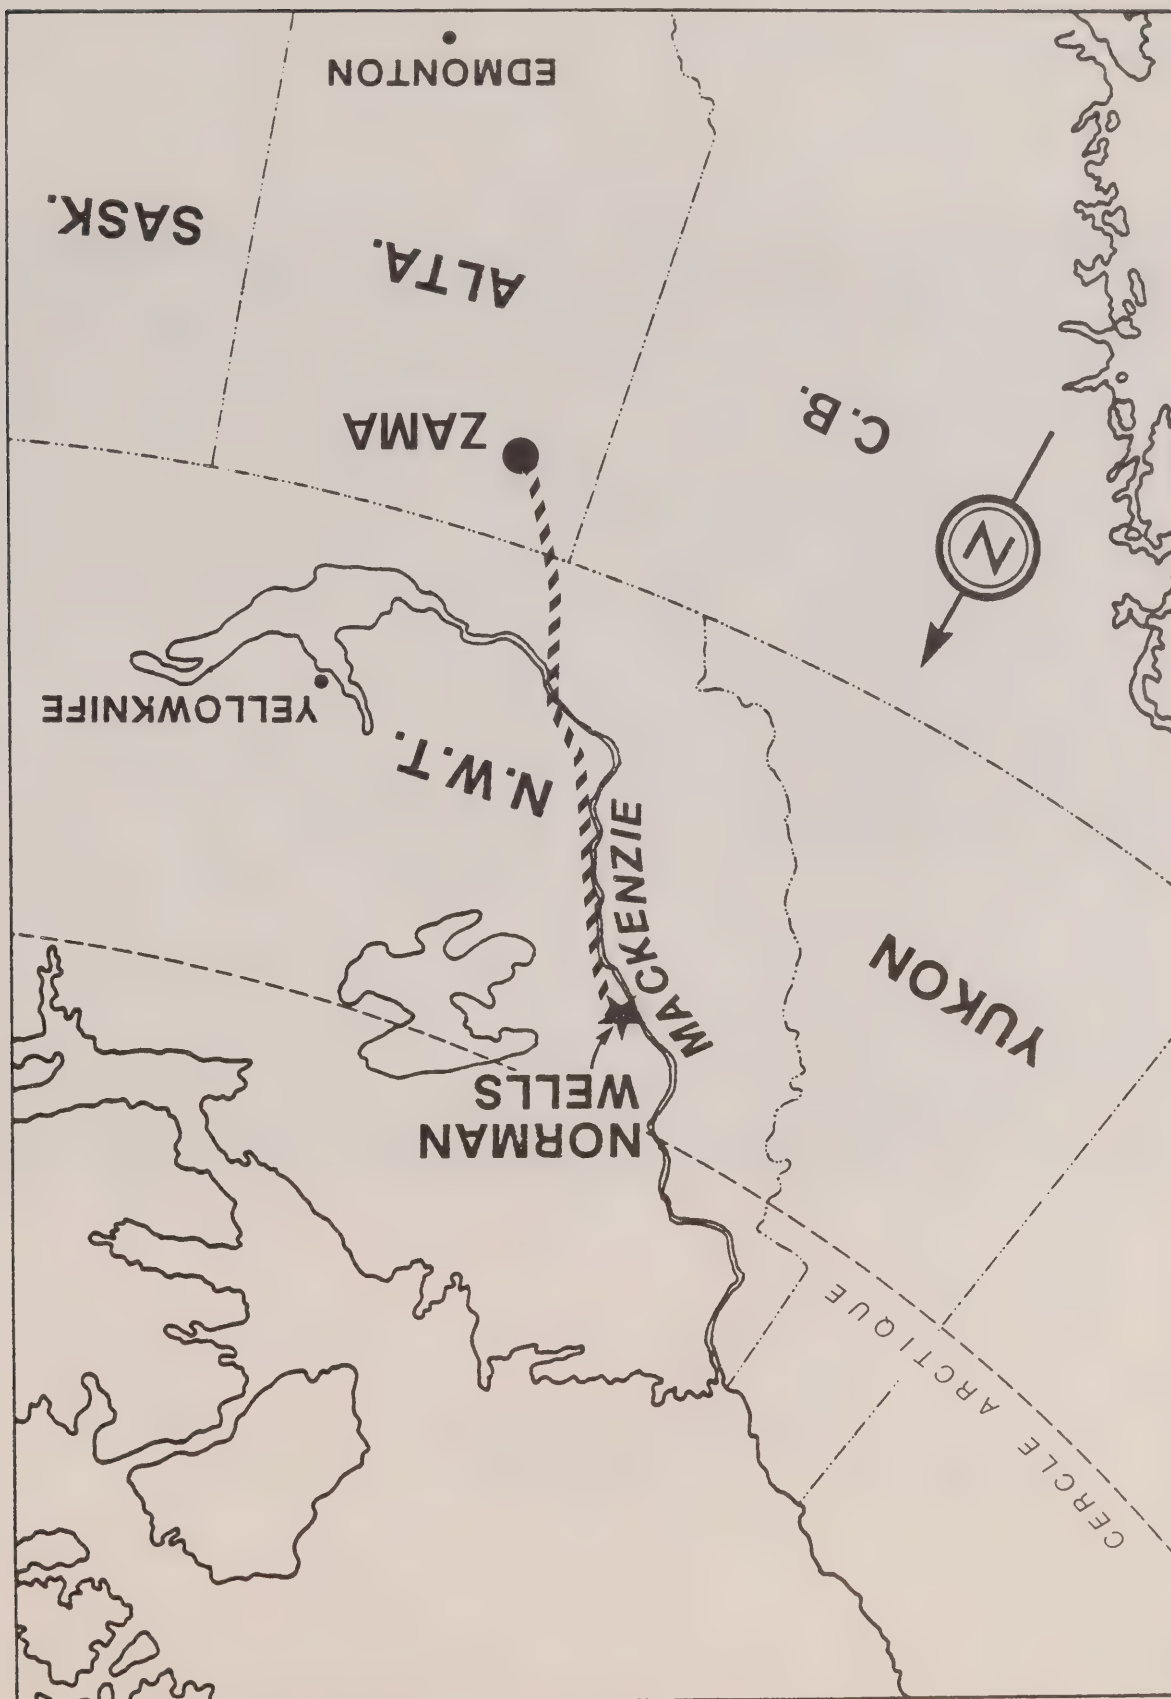 CERCLE ARCTIQUE
NORMAN
WELLS
MACKENZIE
YUKON
N.W.T.
YELLOWKNIFE
N
C.B.
ZAMA
ALTA.
SASK.
EDMONTON